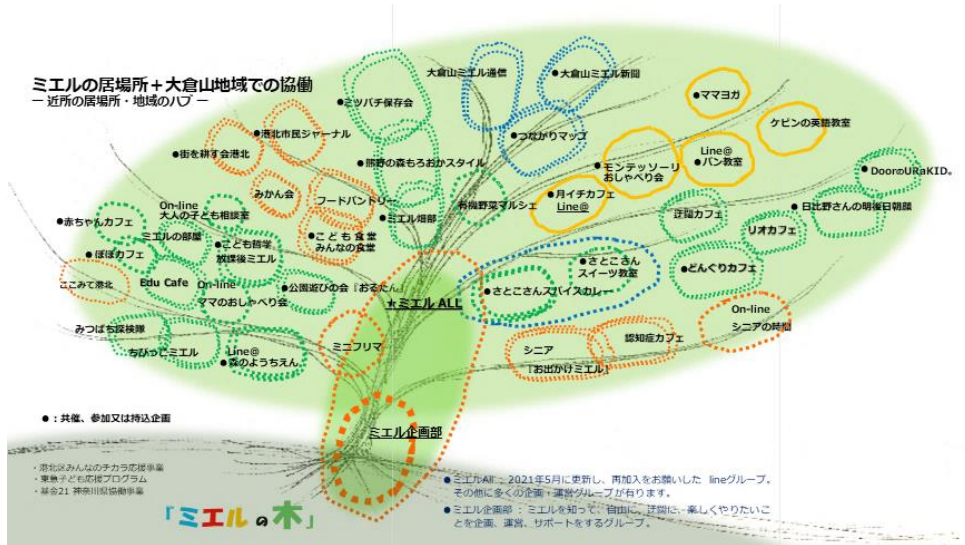 ミエルの居場所＋大倉山地域での協働
ー 近所の居場所・地域のハブ ー
大倉山ミエル通信
●大倉山ミエル新聞
●ミツバチ保存会
●ママヨガ
ケビンの英語教室
●港北市民ジャーナル
●街を耕す会港北
●つながりマップ
Line@
●パン教室
●熊野の森もろおかスタイル
●モンテッソーリ
おしゃべり会
●DoorのURaKiD。
みかん会
フードパントリー
有機野菜マルシェ
●月イチカフェ
Line@
On-line
大人の子ども相談室
●赤ちゃんカフェ
●ミエル畑部
迂闊カフェ
●日比野さんの明後日朝顔
ミエルの部屋
●こども哲学
放課後ミエル
●こども食堂
みんなの食堂
リオカフェ
●ぽぽカフェ
●さとこさん
スイーツ教室
●どんぐりカフェ
ここみて港北
Edu Cafe
On-line
ママのおしゃべり会
●公園遊びの会『おるたん』
★ミエル ALL
●さとこさんスパイスカレー
On-line
シニアの時間
みつばち探検隊
ちびっこミエル
Line@
●森のようちえん
ミニフリマ
シニア
『お出かけミエル』
認知症カフェ
●：共催、参加又は持込企画
ミエル企画部
・港北区みんなのチカラ応援事業
・東急子ども応援プログラム
・基金21 神奈川県協働事業
「ミエルの木」
●ミエルAll ： 2021年5月に更新し、再加入をお願いした lineグループ。
その他に多くの企画・運営グループが有ります。
●ミエル企画部 ： ミエルを知って、自由に、迂闊に、楽しくやりたいこ
とを企画、運営、サポートをするグループ。